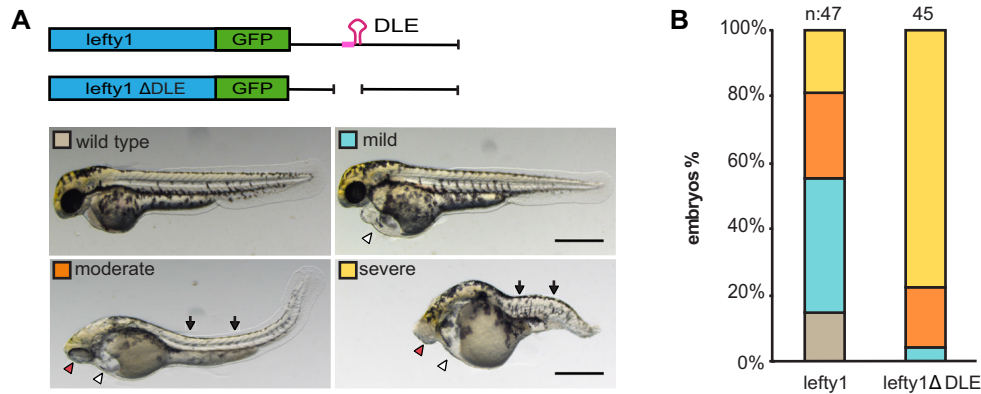 A
lefty1 GFP DLE
lefty1 ΔDLE GFP
wild type
mild
moderate
severe
B
n:47 45
100%
80%
60%
40%
20%
0%
embryos %
lefty1 lefty1Δ DLE